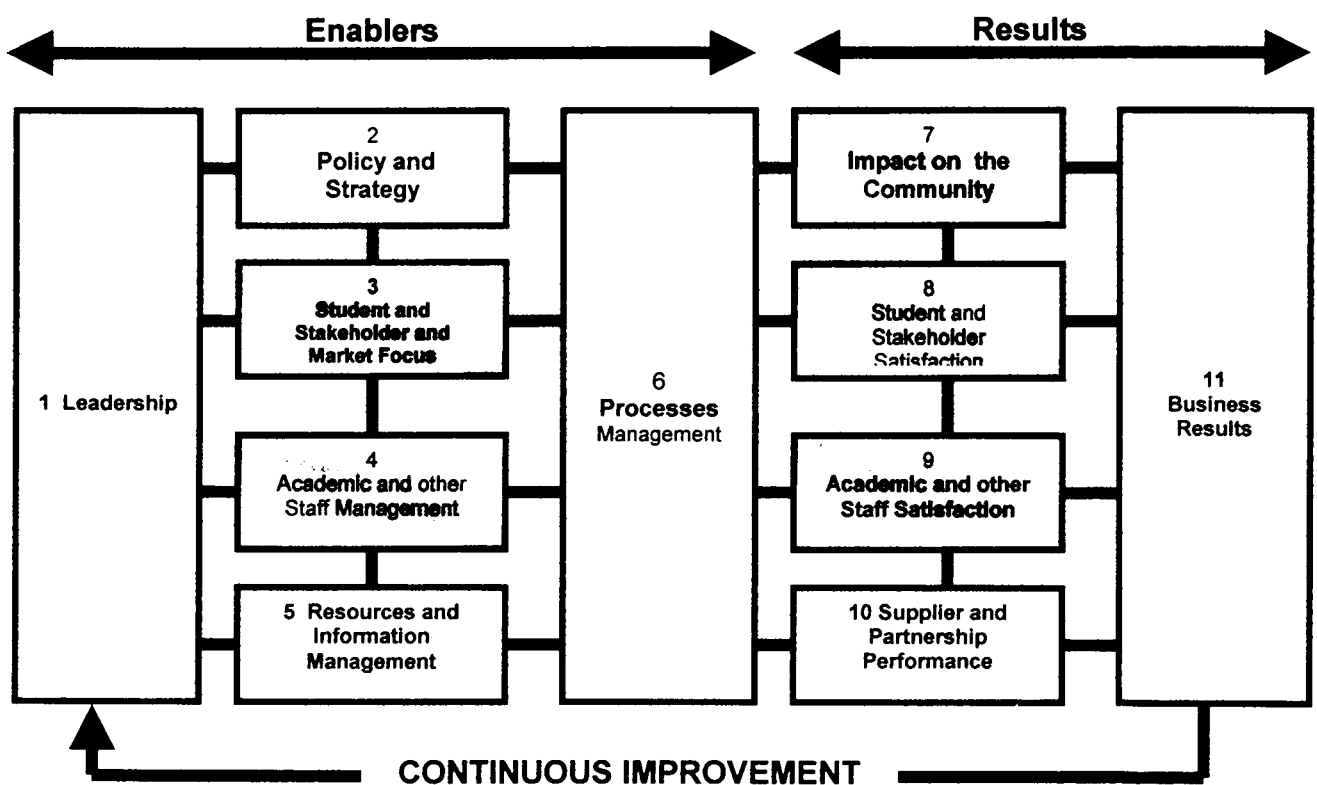 Enablers
Results
1 Leadership
2
Policy and
Strategy
3
Student and
Stakeholder and
Market Focus
4
Academic and other
Staff Management
5 Resources and
Information
Management
6
Processes
Management
7
Impact on the
Community
8
Student and
Stakeholder
Satisfaction
9
Academic and other
Staff Satisfaction
10 Supplier and
Partnership
Performance
11
Business
Results
CONTINUOUS IMPROVEMENT